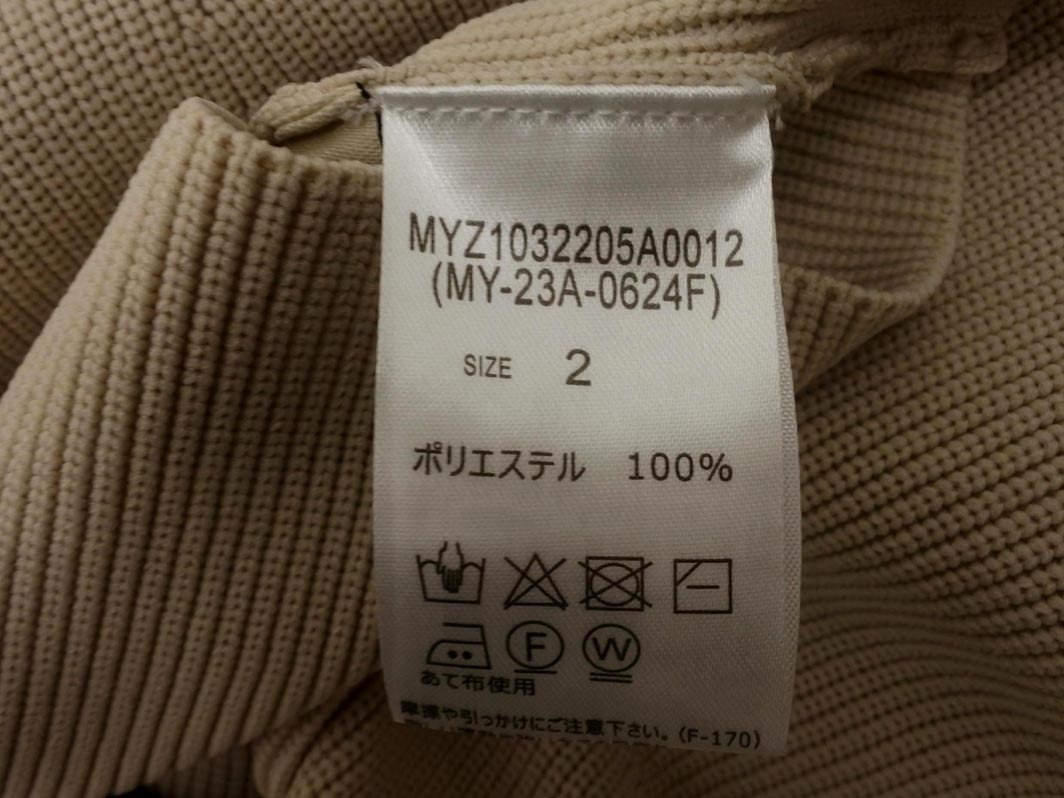 MYZ1032205A0012
(MY-23A-0624F)
SIZE 2
ポリエステル 100%
F W
あて布使用
摩擦や引っかけにご注意下さい。(F-170)